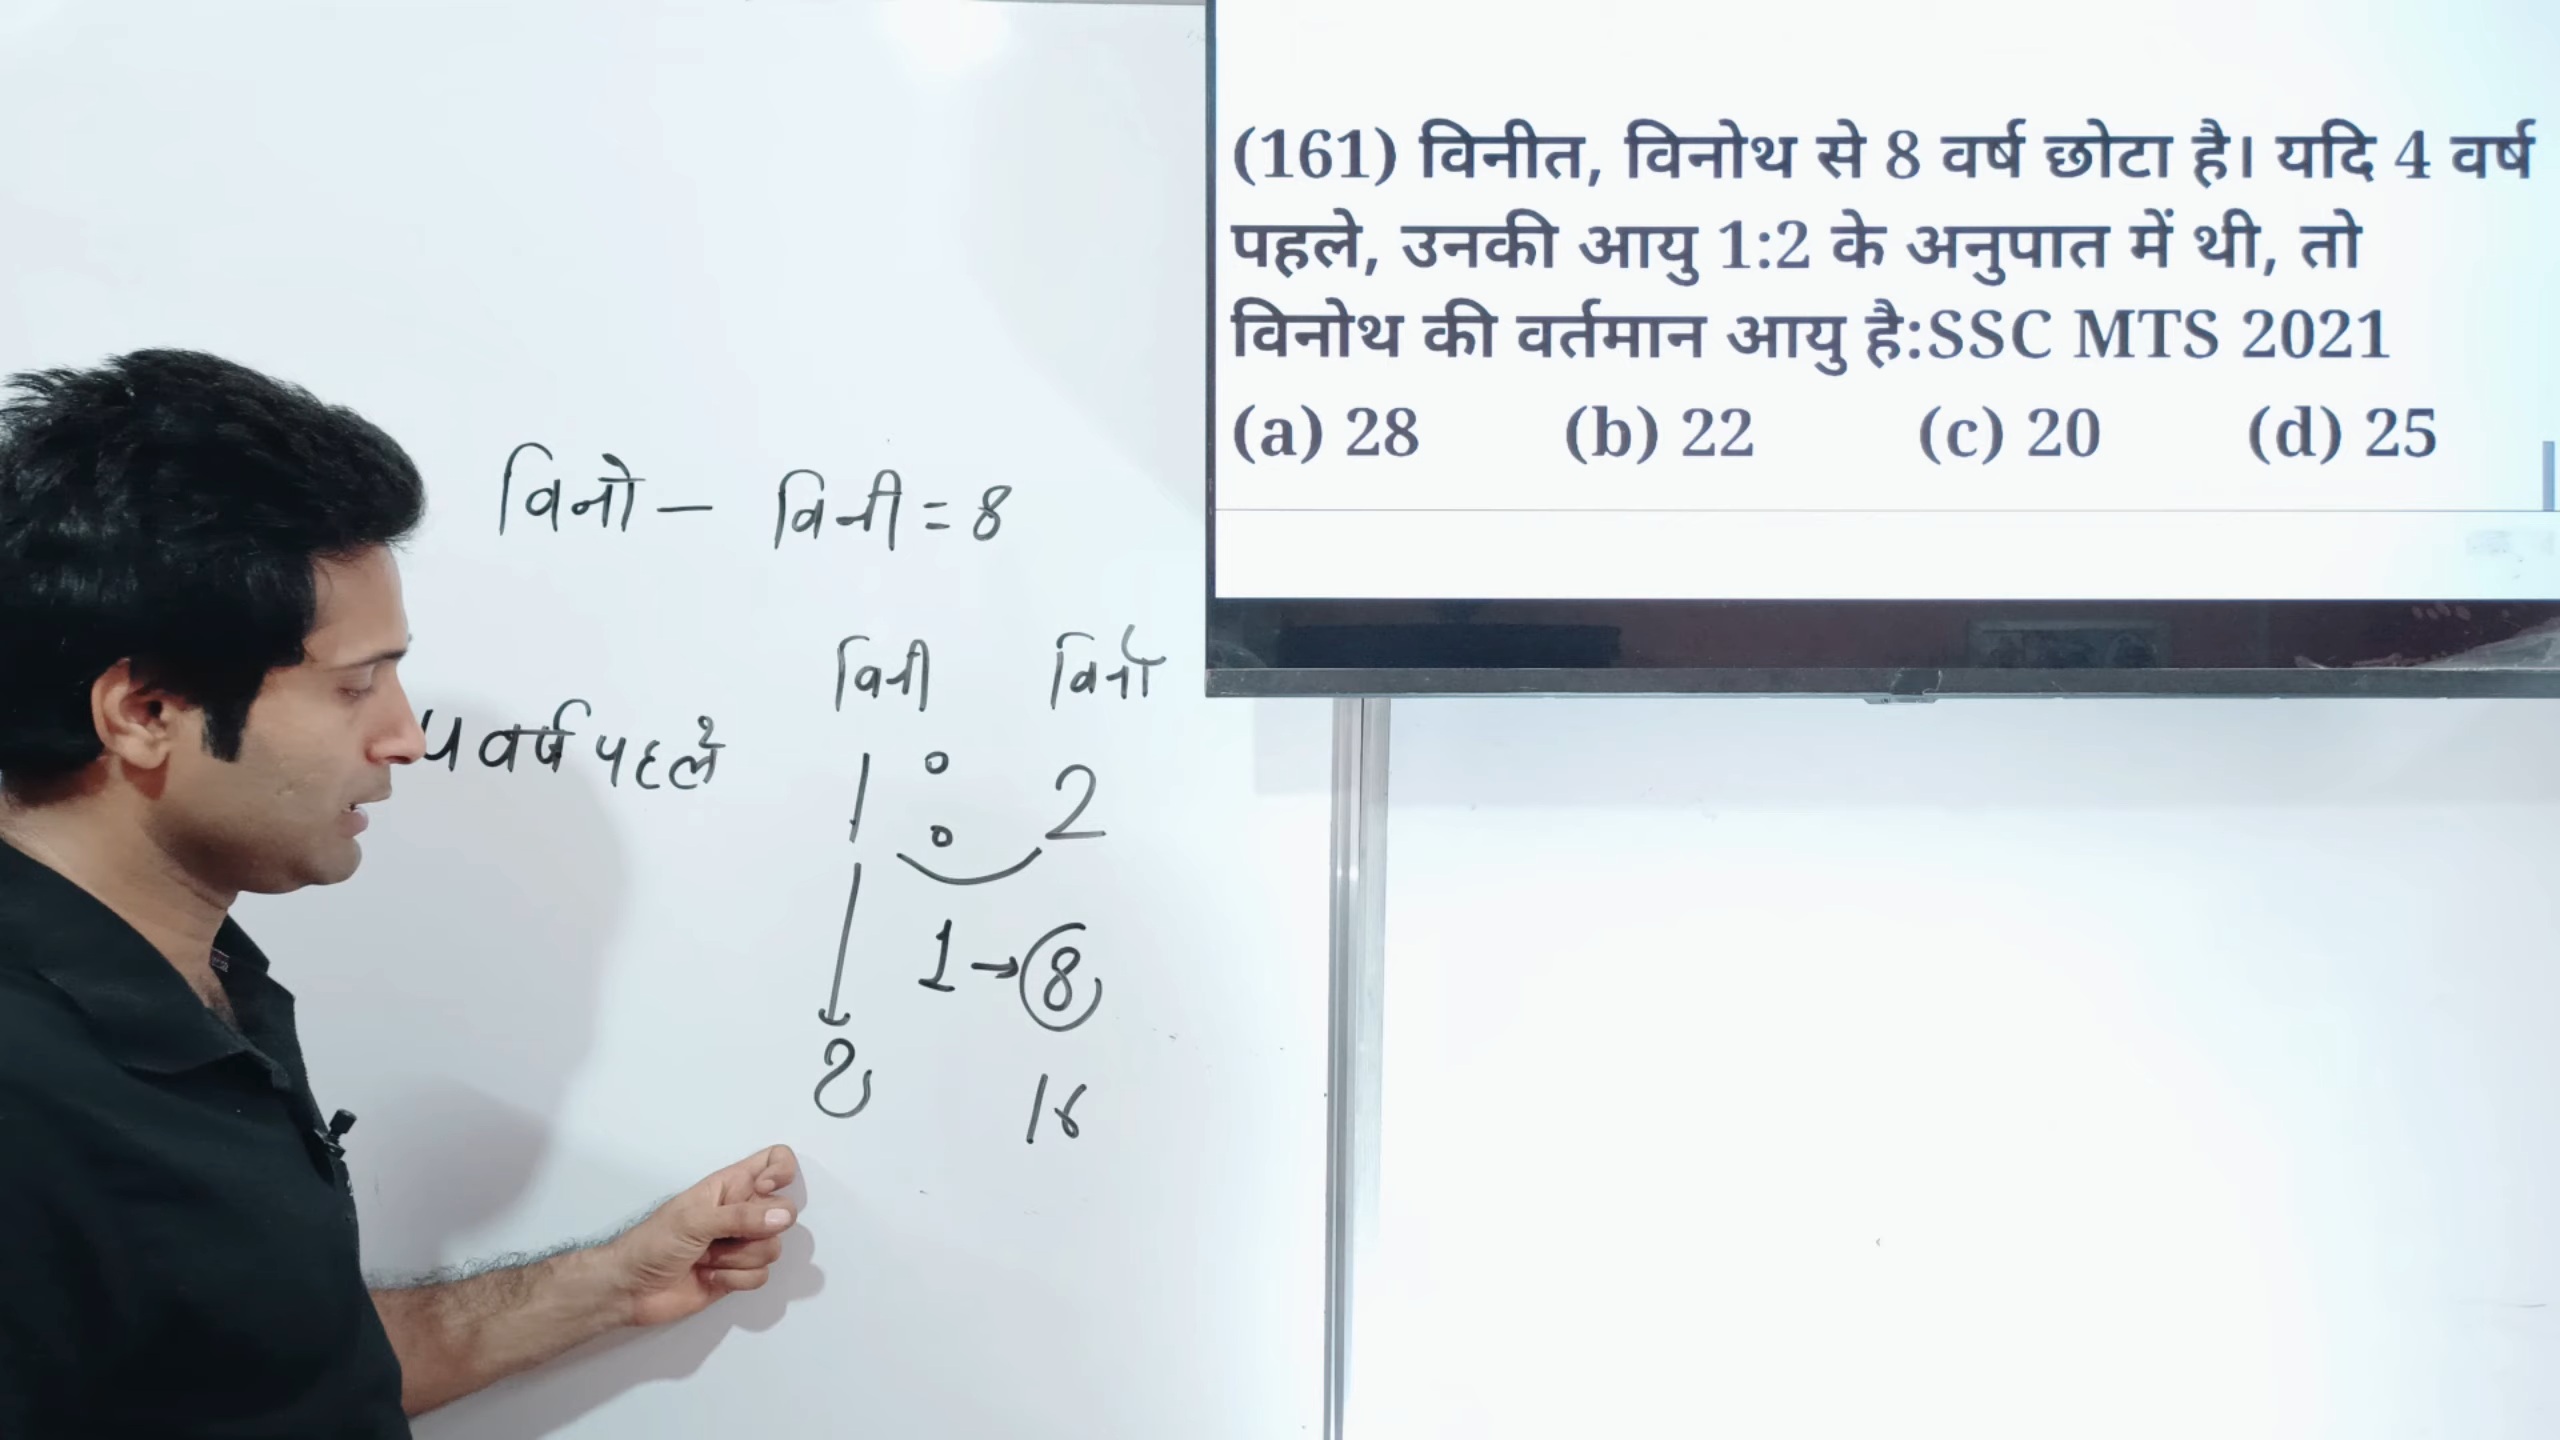 (161) विनीत, विनोथ से 8 वर्ष छोटा है। यदि 4 वर्ष
पहले, उनकी आयु 1:2 के अनुपात में थी, तो
विनोथ की वर्तमान आयु है:SSC MTS 2021
(a) 28 (b) 22 (c) 20 (d) 25
विनो - विनी = 8
विनी विनो
4 वर्ष पहले 1 : 2
1→8
8 16